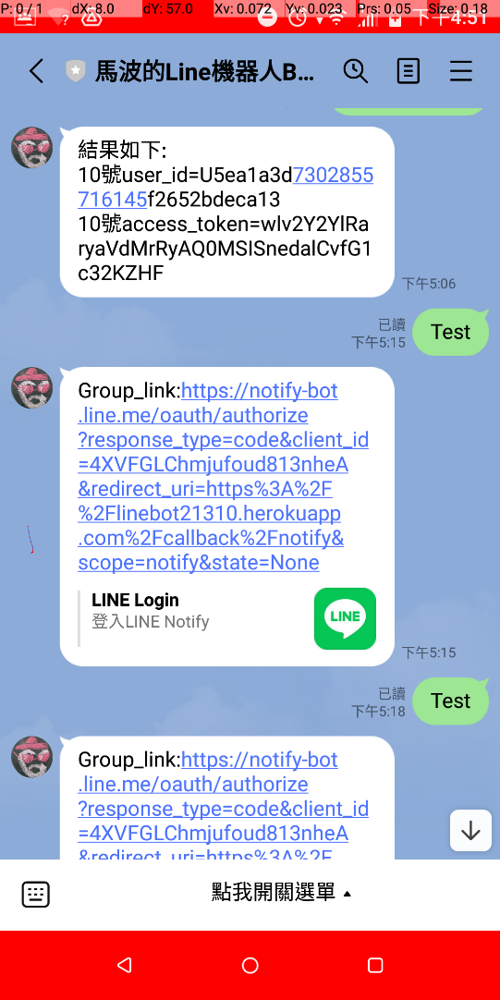 P: 0 / 1 dX: 8.0 dY: 57.0 Xv: 0.072 Yv: 0.023 Prs: 0.05 Size: 0.18
下午4:51
馬波的Line機器人B...
結果如下:
10號user_id=U5ea1a3d7302855
716145f2652bdeca13
10號access_token=wlv2Y2YlRa
ryaVdMrRyAQ0MSISnedalCvfG1
c32KZHF
下午5:06
已讀
下午5:15
Test
Group_link:https://notify-bot
.line.me/oauth/authorize
?response_type=code&client_id
=4XVFGLChmjufoud813nheA
&redirect_uri=https%3A%2F
%2Flinebot21310.herokuapp
.com%2Fcallback%2Fnotify&
scope=notify&state=None
LINE Login
登入LINE Notify
LINE
下午5:15
已讀
下午5:18
Test
Group_link:https://notify-bot
.line.me/oauth/authorize
?response_type=code&client_id
=4XVFGLChmjufoud813nheA
&redirect_uri=https%3A%2F
點我開關選單